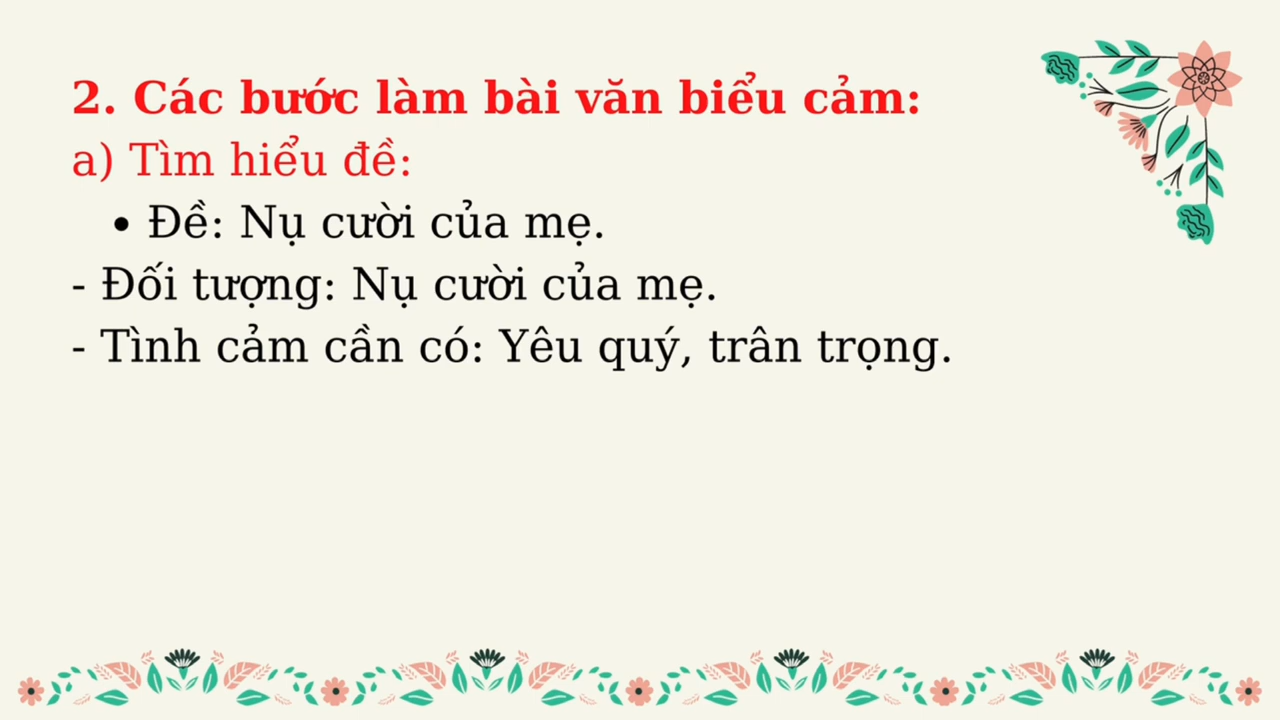 2. Các bước làm bài văn biểu cảm:
a) Tìm hiểu đề:
• Đề: Nụ cười của mẹ.
- Đối tượng: Nụ cười của mẹ.
- Tình cảm cần có: Yêu quý, trân trọng.